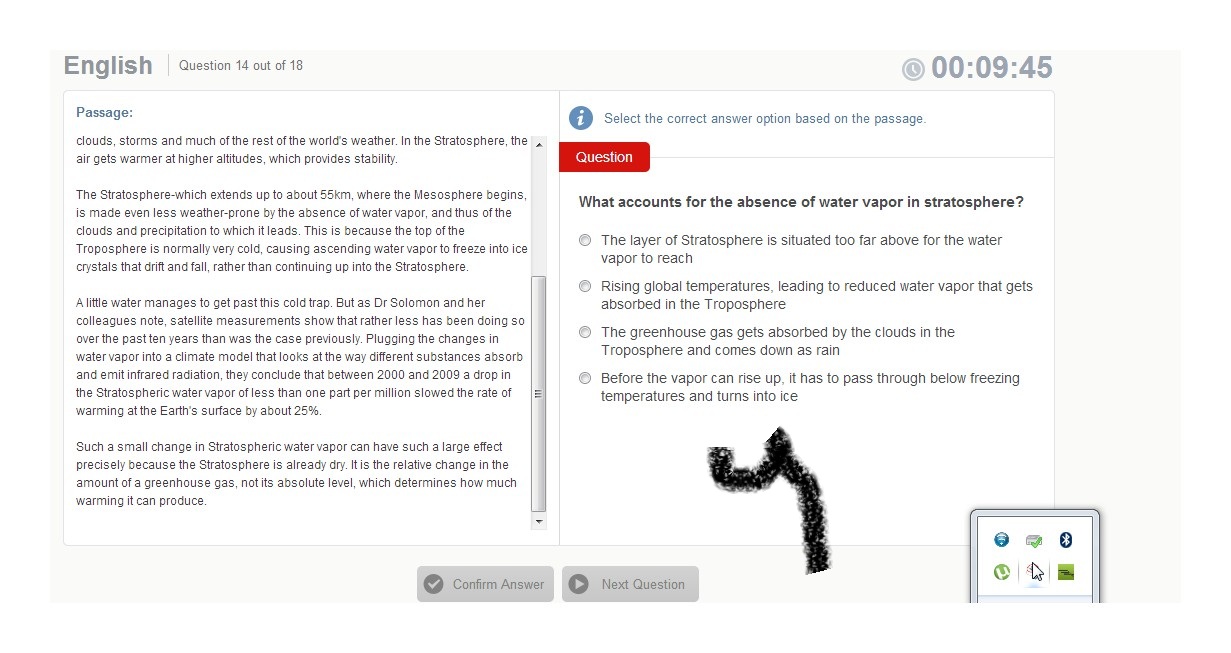 English
Question 14 out of 18
00:09:45
Passage:
clouds, storms and much of the rest of the world's weather. In the Stratosphere, the
air gets warmer at higher altitudes, which provides stability.
The Stratosphere-which extends up to about 55km, where the Mesosphere begins,
is made even less weather-prone by the absence of water vapor, and thus of the
clouds and precipitation to which it leads. This is because the top of the
Troposphere is normally very cold, causing ascending water vapor to freeze into ice
crystals that drift and fall, rather than continuing up into the Stratosphere.
A little water manages to get past this cold trap. But as Dr Solomon and her
colleagues note, satellite measurements show that rather less has been doing so
over the past ten years than was the case previously. Plugging the changes in
water vapor into a climate model that looks at the way different substances absorb
and emit infrared radiation, they conclude that between 2000 and 2009 a drop in
the Stratospheric water vapor of less than one part per million slowed the rate of
warming at the Earth's surface by about 25%.
Such a small change in Stratospheric water vapor can have such a large effect
precisely because the Stratosphere is already dry. It is the relative change in the
amount of a greenhouse gas, not its absolute level, which determines how much
warming it can produce.
Select the correct answer option based on the passage.
Question
What accounts for the absence of water vapor in stratosphere?
The layer of Stratosphere is situated too far above for the water
vapor to reach
Rising global temperatures, leading to reduced water vapor that gets
absorbed in the Troposphere
The greenhouse gas gets absorbed by the clouds in the
Troposphere and comes down as rain
Before the vapor can rise up, it has to pass through below freezing
temperatures and turns into ice
Confirm Answer
Next Question